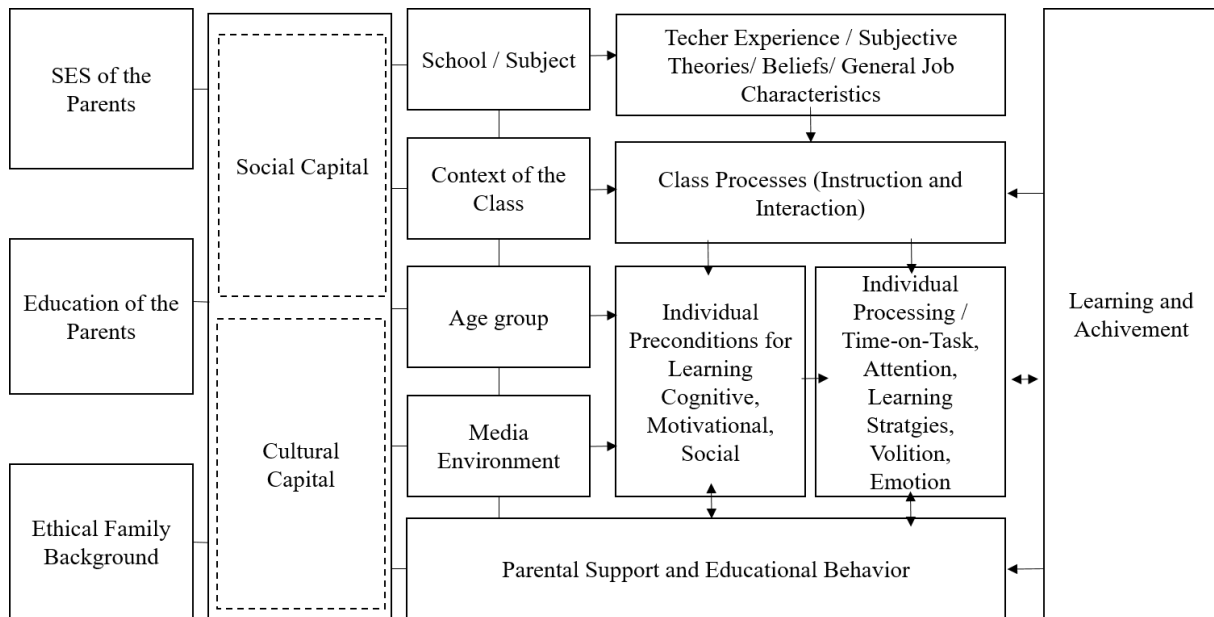 SES of the
Parents
Education of the
Parents
Ethical Family
Background
Social Capital
Cultural
Capital
School / Subject
Context of the
Class
Age group
Media
Environment
Techer Experience / Subjective
Theories/ Beliefs/ General Job
Characteristics
Class Processes (Instruction and
Interaction)
Individual
Preconditions for
Learning
Cognitive,
Motivational,
Social
Individual
Processing /
Time-on-Task,
Attention,
Learning
Stratgies,
Volition,
Emotion
Parental Support and Educational Behavior
Learning and
Achivement